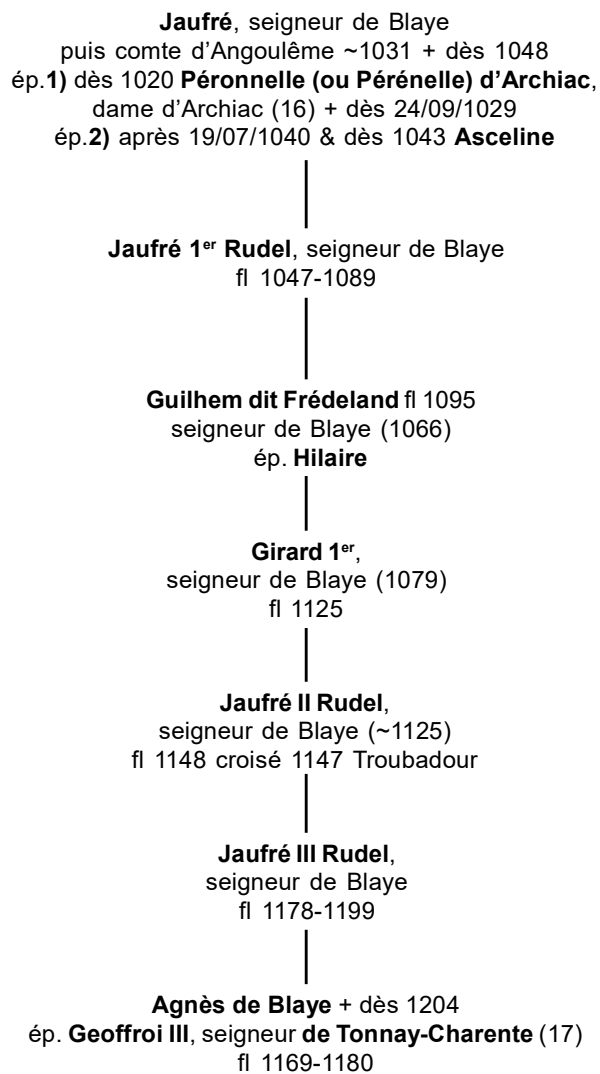 Jaufré, seigneur de Blaye
puis comte d’Angoulême ~1031 + dès 1048
ép.1) dès 1020 Péronnelle (ou Pérénelle) d’Archiac,
dame d’Archiac (16) + dès 24/09/1029
ép.2) après 19/07/1040 & dès 1043 Asceline
Jaufré 1er Rudel, seigneur de Blaye
fl 1047-1089
Guilhem dit Frédeland fl 1095
seigneur de Blaye (1066)
ép. Hilaire
Girard 1er,
seigneur de Blaye (1079)
fl 1125
Jaufré II Rudel,
seigneur de Blaye (~1125)
fl 1148 croisé 1147 Troubadour
Jaufré III Rudel,
seigneur de Blaye
fl 1178-1199
Agnès de Blaye + dès 1204
ép. Geoffroi III, seigneur de Tonnay-Charente (17)
fl 1169-1180